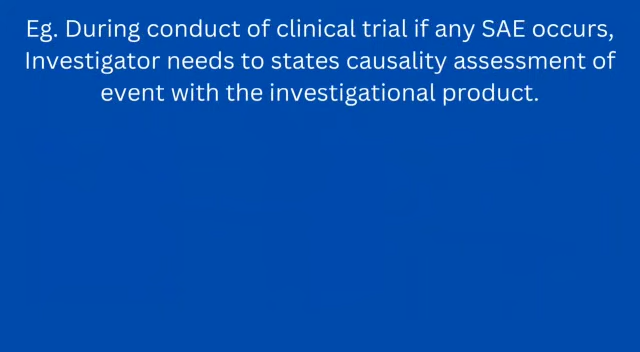 Eg. During conduct of clinical trial if any SAE occurs,
Investigator needs to states causality assessment of
event with the investigational product.